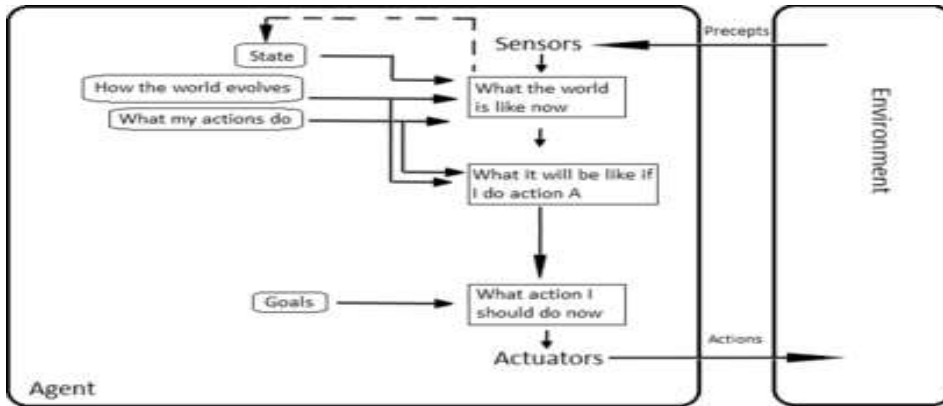 Precepts
Sensors
State
How the world evolves
What the world
is like now
What my actions do
What it will be like if
I do action A
Environment
Goals
What action I
should do now
Actuators
Actions
Agent